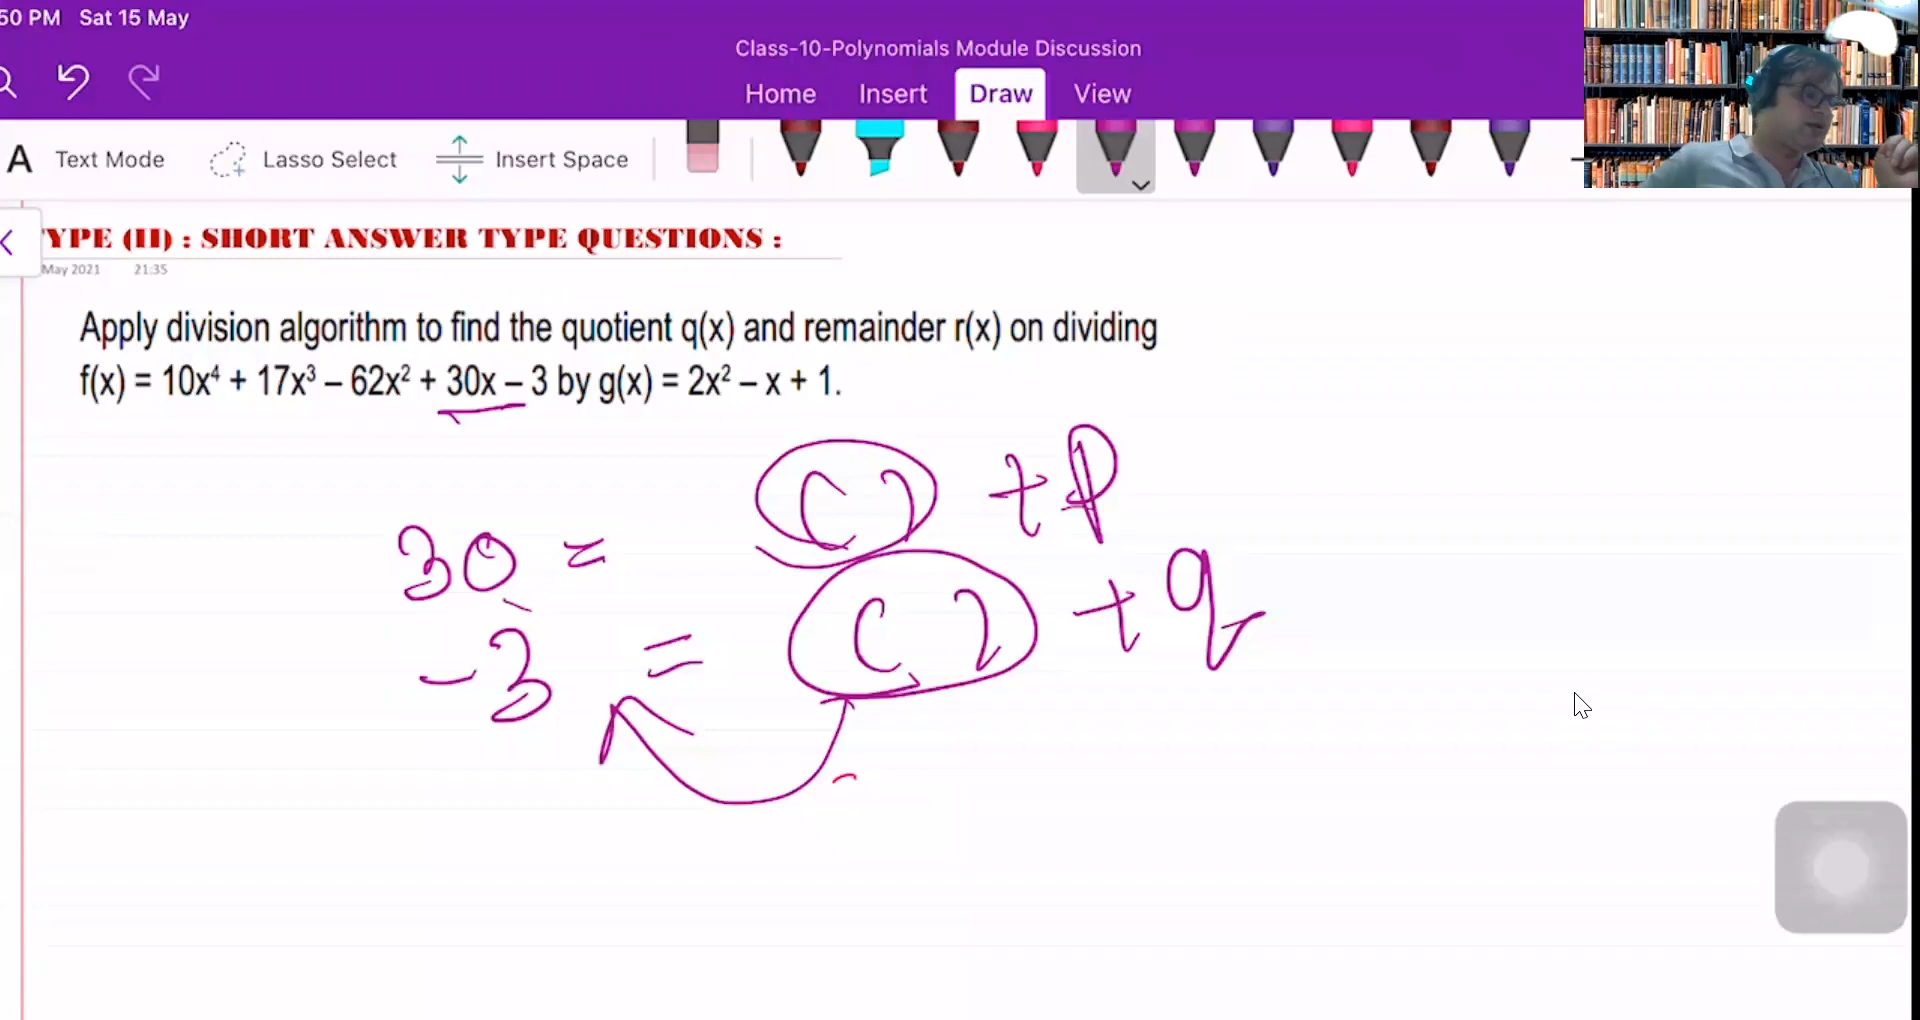 50 PM Sat 15 May
Class-10-Polynomials Module Discussion
Home Insert Draw View
A Text Mode Lasso Select Insert Space
YPE (II) : SHORT ANSWER TYPE QUESTIONS :
May 2021 21:35
Apply division algorithm to find the quotient q(x) and remainder r(x) on dividing
f(x) = 10x⁴ + 17x³ – 62x² + 30x – 3 by g(x) = 2x² – x + 1.
30 = ( ) + p
-3 = ( ) + q